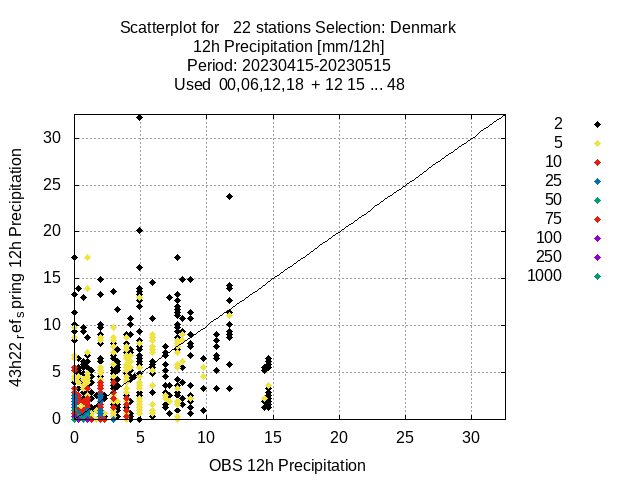 Scatterplot for 22 stations Selection: Denmark
12h Precipitation [mm/12h]
Period: 20230415-20230515
Used 00,06,12,18 + 12 15 ... 48
43h22refspring 12h Precipitation
30
25
20
15
10
5
0
0 5 10 15 20 25 30
OBS 12h Precipitation
2
5
10
25
50
75
100
250
1000